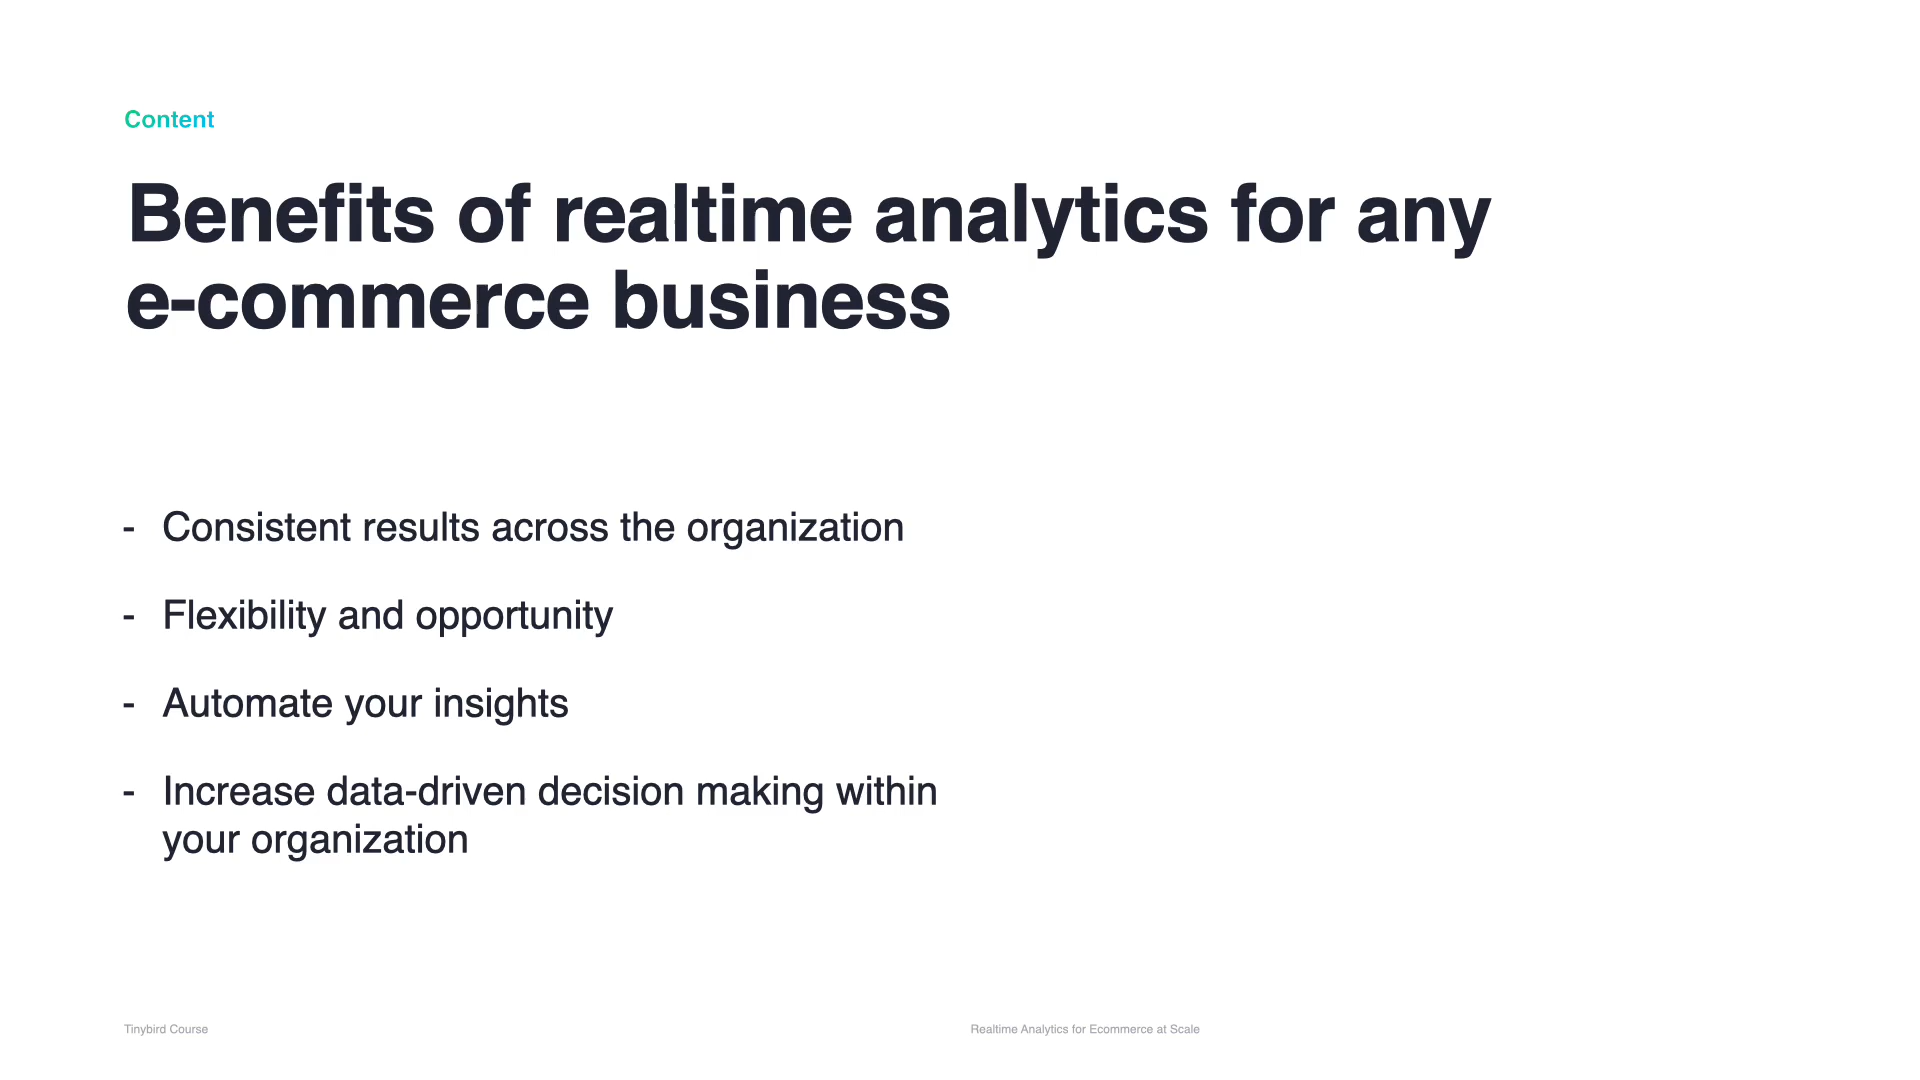 Content
Benefits of realtime analytics for any
e-commerce business
- Consistent results across the organization
- Flexibility and opportunity
- Automate your insights
- Increase data-driven decision making within
your organization
Tinybird Course
Realtime Analytics for Ecommerce at Scale